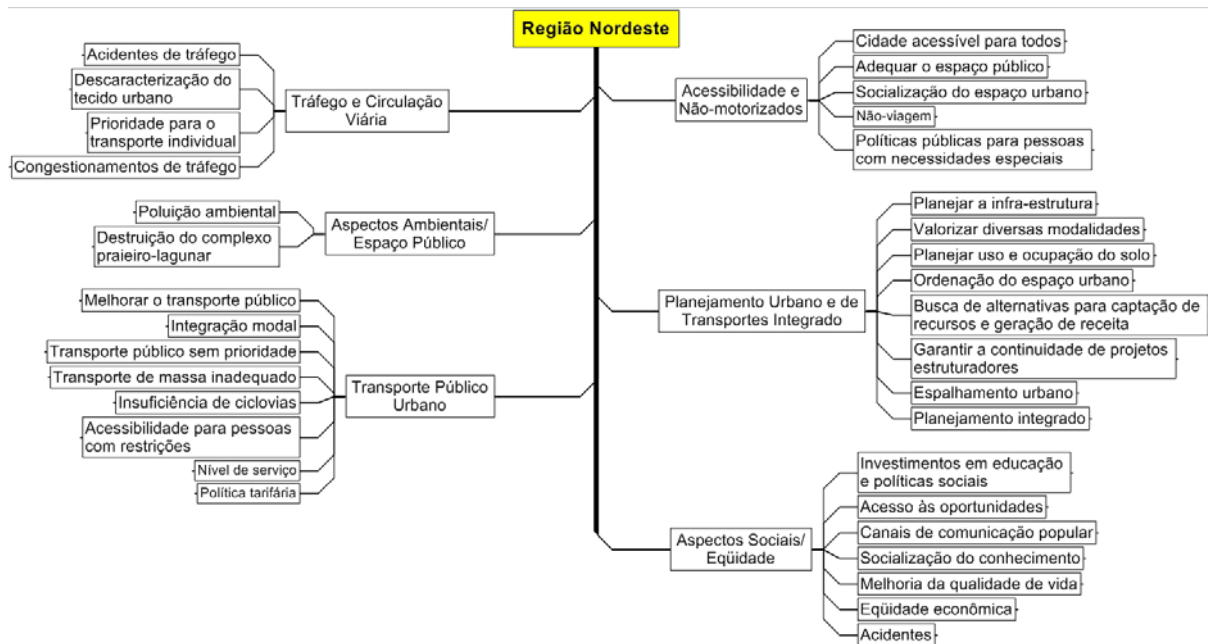 Região Nordeste
Acidentes de tráfego
Descaracterização do
tecido urbano
Prioridade para o
transporte individual
Congestionamentos de tráfego
Tráfego e Circulação
Viária
Poluição ambiental
Destruição do complexo
praieiro-lagunar
Aspectos Ambientais/
Espaço Público
Melhorar o transporte público
Integração modal
Transporte público sem prioridade
Transporte de massa inadequado
Insuficiência de ciclovias
Acessibilidade para pessoas
com restrições
Nível de serviço
Política tarifária
Transporte Público
Urbano
Acessibilidade e
Não-motorizados
Cidade acessível para todos
Adequar o espaço público
Socialização do espaço urbano
Não-viagem
Políticas públicas para pessoas
com necessidades especiais
Planejamento Urbano e de
Transportes Integrado
Planejar a infra-estrutura
Valorizar diversas modalidades
Planejar uso e ocupação do solo
Ordenação do espaço urbano
Busca de alternativas para captação de
recursos e geração de receita
Garantir a continuidade de projetos
estruturadores
Espalhamento urbano
Planejamento integrado
Aspectos Sociais/
Eqüidade
Investimentos em educação
e políticas sociais
Acesso às oportunidades
Canais de comunicação popular
Socialização do conhecimento
Melhoria da qualidade de vida
Eqüidade econômica
Acidentes